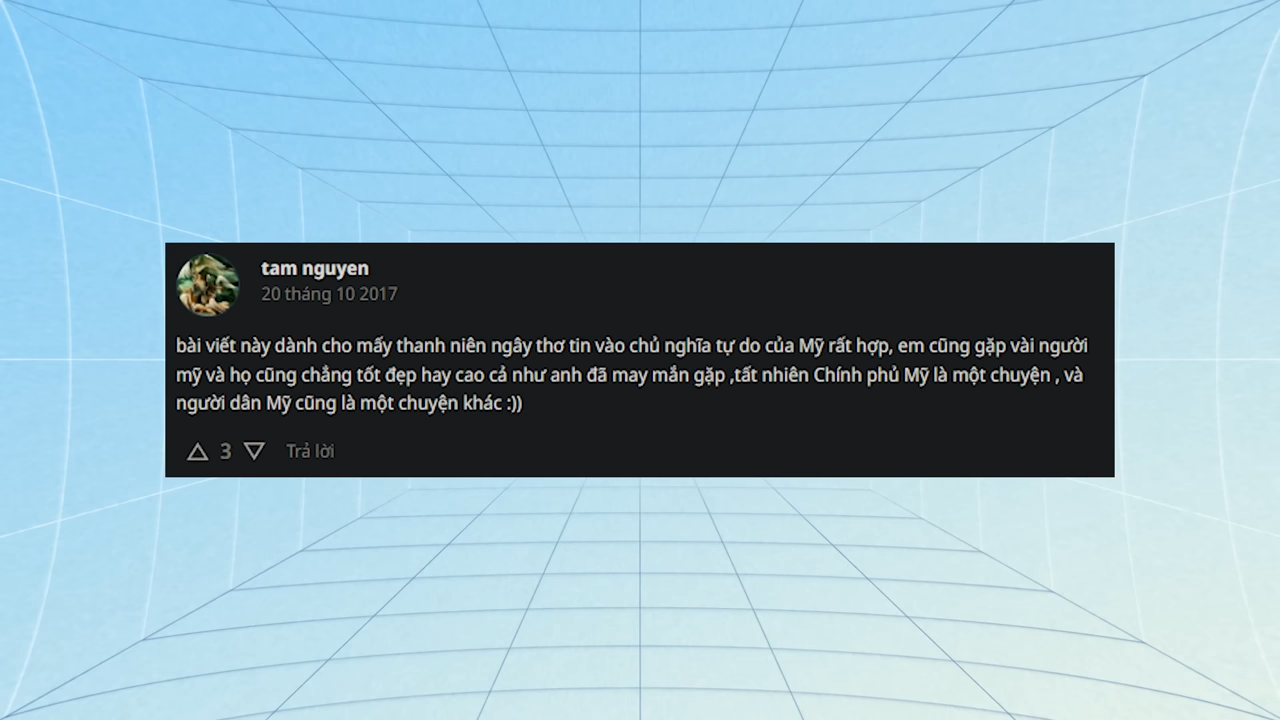 tam nguyen
20 tháng 10 2017
bài viết này dành cho mấy thanh niên ngây thơ tin vào chủ nghĩa tự do của Mỹ rất hợp, em cũng gặp vài người
mỹ và họ cũng chẳng tốt đẹp hay cao cả như anh đã may mắn gặp ,tất nhiên Chính phủ Mỹ là một chuyện , và
người dân Mỹ cũng là một chuyện khác :))
3 Trả lời